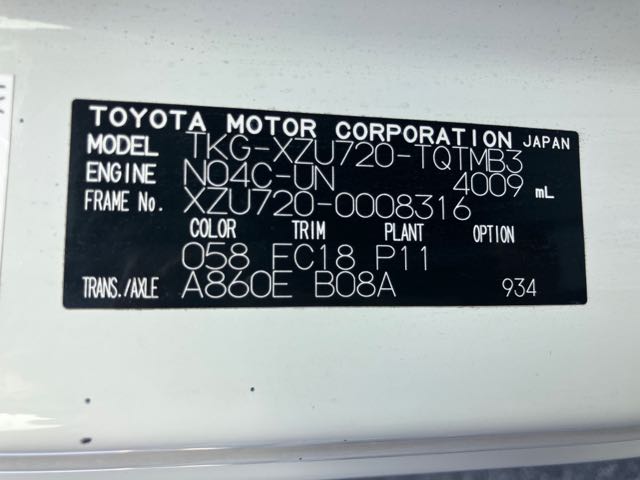 TOYOTA MOTOR CORPORATION JAPAN
MODEL TKG-XZU720-TQTMB3
ENGINE N04C-UN 4009 mL
FRAME No. XZU720-0008316
COLOR TRIM PLANT OPTION
058 FC18 P11
TRANS./AXLE A860E B08A 934